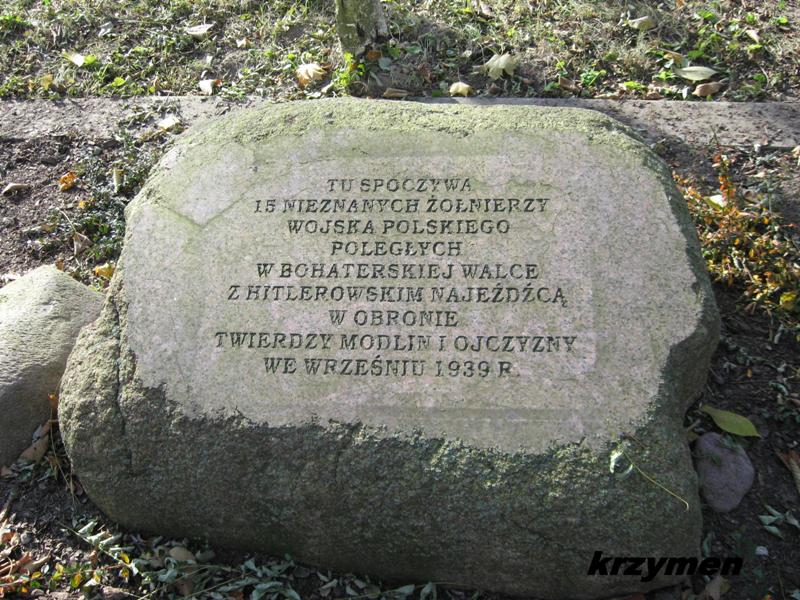 TU SPOCZYWA
15 NIEZNANYCH ŻOŁNIERZY
WOJSKA POLSKIEGO
POLEGŁYCH
W BOHATERSKIEJ WALCE
Z HITLEROWSKIM NAJEŹDŹCĄ
W OBRONIE
TWIERDZY MODLIN I OJCZYZNY
WE WRZEŚNIU 1939 R.
krzymen